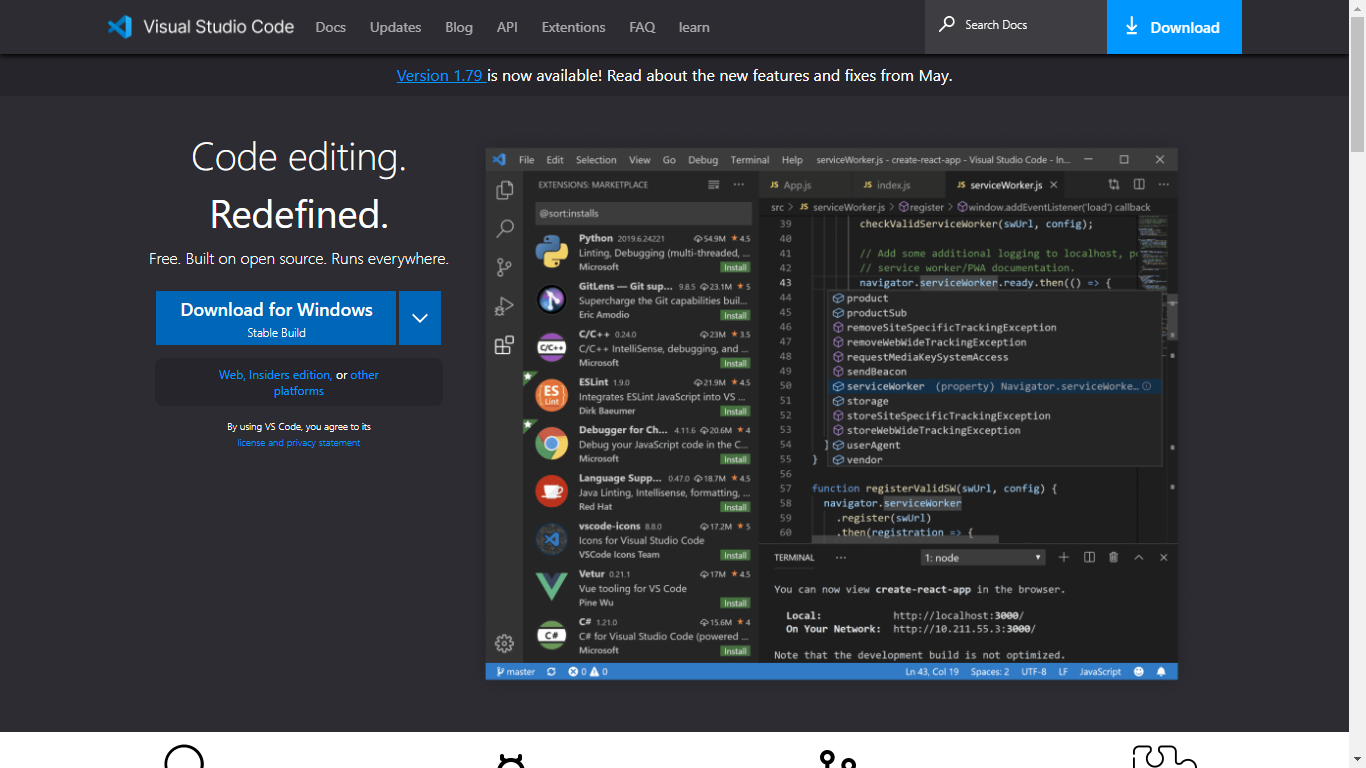 Visual Studio Code Docs Updates Blog API Extentions FAQ learn Search Docs Download
Version 1.79 is now available! Read about the new features and fixes from May.
Code editing.
Redefined.
Free. Built on open source. Runs everywhere.
Download for Windows
Stable Build
Web, Insiders edition, or other
platforms
By using VS Code, you agree to its
license and privacy statement
File Edit Selection View Go Debug Terminal Help serviceWorker.js - create-react-app - Visual Studio Code - In...
EXTENSIONS: MARKETPLACE
@sort:installs
Python 2019.6.24221 54.9M 4.5
Linting, Debugging (multi-threaded, ...
Microsoft Install
GitLens — Git sup... 9.8.5 23.1M 5
Supercharge the Git capabilities buil...
Eric Amodio Install
C/C++ 0.24.0 23M 3.5
C/C++ IntelliSense, debugging, and ...
Microsoft Install
ESLint 1.9.0 21.9M 4.5
Integrates ESLint JavaScript into VS ...
Dirk Baeumer Install
Debugger for Ch... 4.11.6 20.6M 4
Debug your JavaScript code in the C...
Microsoft Install
Language Supp... 0.47.0 18.7M 4.5
Java Linting, Intellisense, formatting, ...
Red Hat Install
vscode-icons 8.8.0 17.2M 5
Icons for Visual Studio Code
VSCode Icons Team Install
Vetur 0.21.1 17M 4.5
Vue tooling for VS Code
Pine Wu Install
C# 1.21.0 15.6M 4
C# for Visual Studio Code (powered ...
Microsoft Install
JS App.js JS index.js JS serviceWorker.js
src > JS serviceWorker.js > register > window.addEventListener('load') callback
39 checkValidServiceWorker(swUrl, config);
40
41 // Add some additional logging to localhost, po
42 // service worker/PWA documentation.
43 navigator.serviceWorker.ready.then(() => {
44 product
45 productSub
46 removeSiteSpecificTrackingException
47 removeWebWideTrackingException
48 requestMediaKeySystemAccess
49 sendBeacon
50 serviceWorker (property) Navigator.serviceWorke...
51 storage
52 storeSiteSpecificTrackingException
53 storeWebWideTrackingException
54 } userAgent
55 } vendor
56
57 function registerValidSW(swUrl, config) {
58 navigator.serviceWorker
59 .register(swUrl)
60 .then(registration => {
TERMINAL ... 1: node
You can now view create-react-app in the browser.
Local: http://localhost:3000/
On Your Network: http://10.211.55.3:3000/
Note that the development build is not optimized.
master 0 0 Ln 43, Col 19 Spaces: 2 UTF-8 LF JavaScript